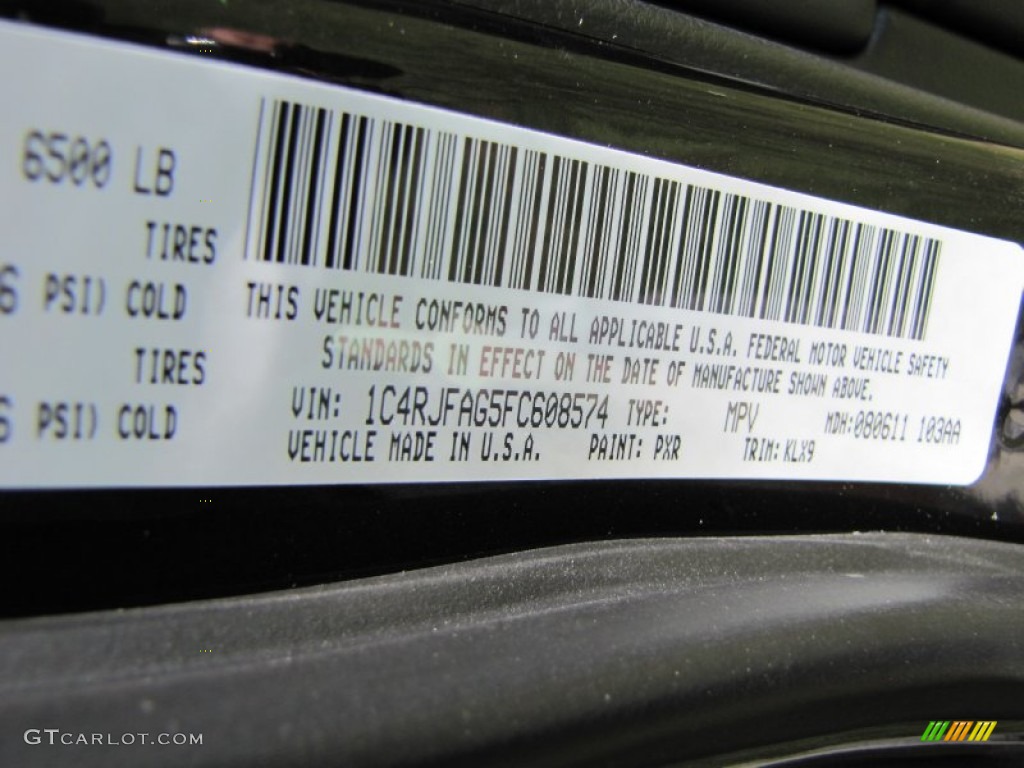 6500 LB
TIRES
6 PSI) COLD
TIRES
6 PSI) COLD
THIS VEHICLE CONFORMS TO ALL APPLICABLE U.S.A. FEDERAL MOTOR VEHICLE SAFETY
STANDARDS IN EFFECT ON THE DATE OF MANUFACTURE SHOWN ABOVE.
VIN: 1C4RJFAG5FC608574 TYPE: MPV MDH:080611 103AA
VEHICLE MADE IN U.S.A. PAINT: PXR TRIM: KLX9
GTCARLOT.COM